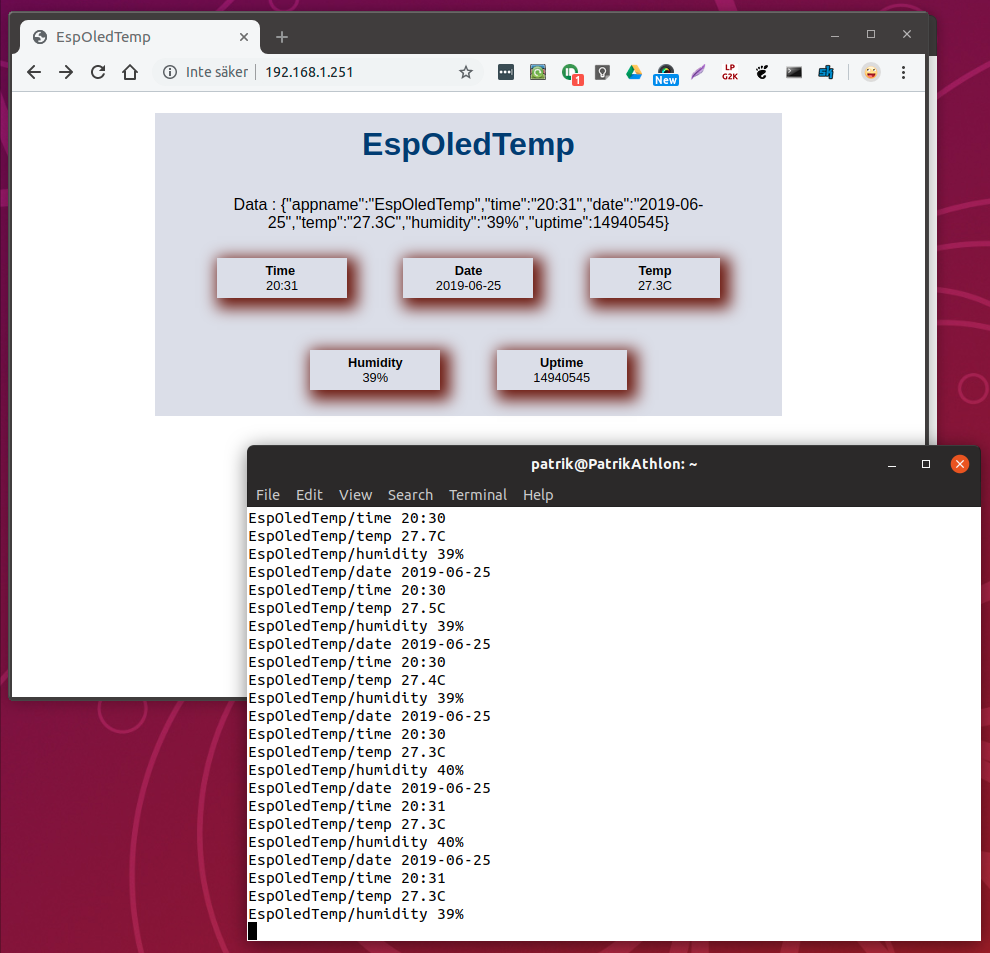 EspOledTemp
Inte säker
192.168.1.251
1
New
LP
G2K
EspOledTemp
Data : {"appname":"EspOledTemp","time":"20:31","date":"2019-06-
25","temp":"27.3C","humidity":"39%","uptime":14940545}
Time
20:31
Date
2019-06-25
Temp
27.3C
Humidity
39%
Uptime
14940545
patrik@PatrikAthlon: ~
File Edit View Search Terminal Help
EspOledTemp/time 20:30
EspOledTemp/temp 27.7C
EspOledTemp/humidity 39%
EspOledTemp/date 2019-06-25
EspOledTemp/time 20:30
EspOledTemp/temp 27.5C
EspOledTemp/humidity 39%
EspOledTemp/date 2019-06-25
EspOledTemp/time 20:30
EspOledTemp/temp 27.4C
EspOledTemp/humidity 39%
EspOledTemp/date 2019-06-25
EspOledTemp/time 20:30
EspOledTemp/temp 27.3C
EspOledTemp/humidity 40%
EspOledTemp/date 2019-06-25
EspOledTemp/time 20:31
EspOledTemp/temp 27.3C
EspOledTemp/humidity 40%
EspOledTemp/date 2019-06-25
EspOledTemp/time 20:31
EspOledTemp/temp 27.3C
EspOledTemp/humidity 39%